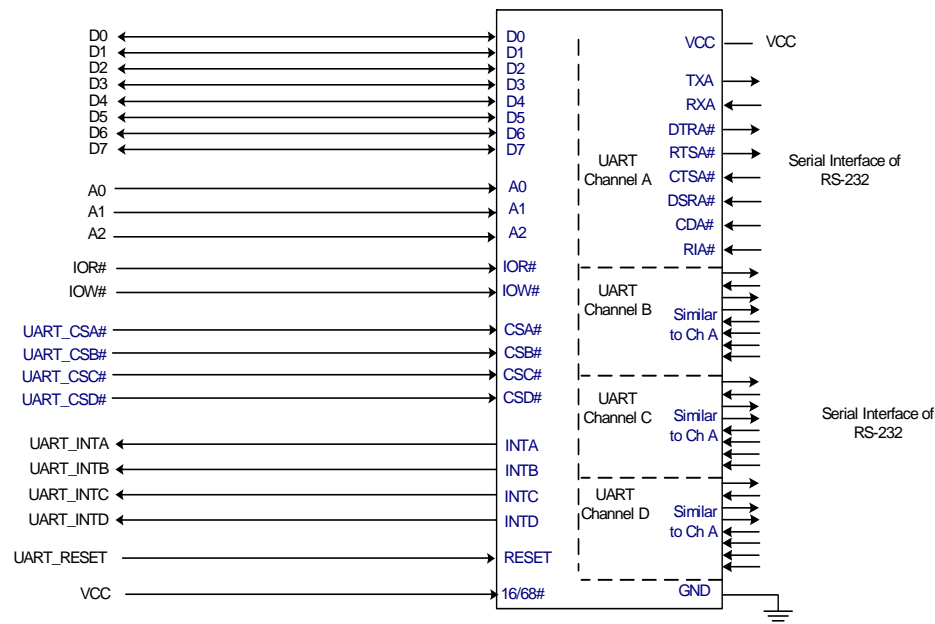 D0 D0
D1 D1
D2 D2
D3 D3
D4 D4
D5 D5
D6 D6
D7 D7
A0 A0
A1 A1
A2 A2
IOR# IOR#
IOW# IOW#
UART_CSA# CSA#
UART_CSB# CSB#
UART_CSC# CSC#
UART_CSD# CSD#
UART_INTA INTA
UART_INTB INTB
UART_INTC INTC
UART_INTD INTD
UART_RESET RESET
VCC 16/68#
UART
Channel A
UART
Channel B
UART
Channel C
UART
Channel D
VCC VCC
TXA
RXA
DTRA#
RTSA#
CTSA#
DSRA#
CDA#
RIA#
Similar
to Ch A
Similar
to Ch A
Similar
to Ch A
GND
Serial Interface of
RS-232
Serial Interface of
RS-232